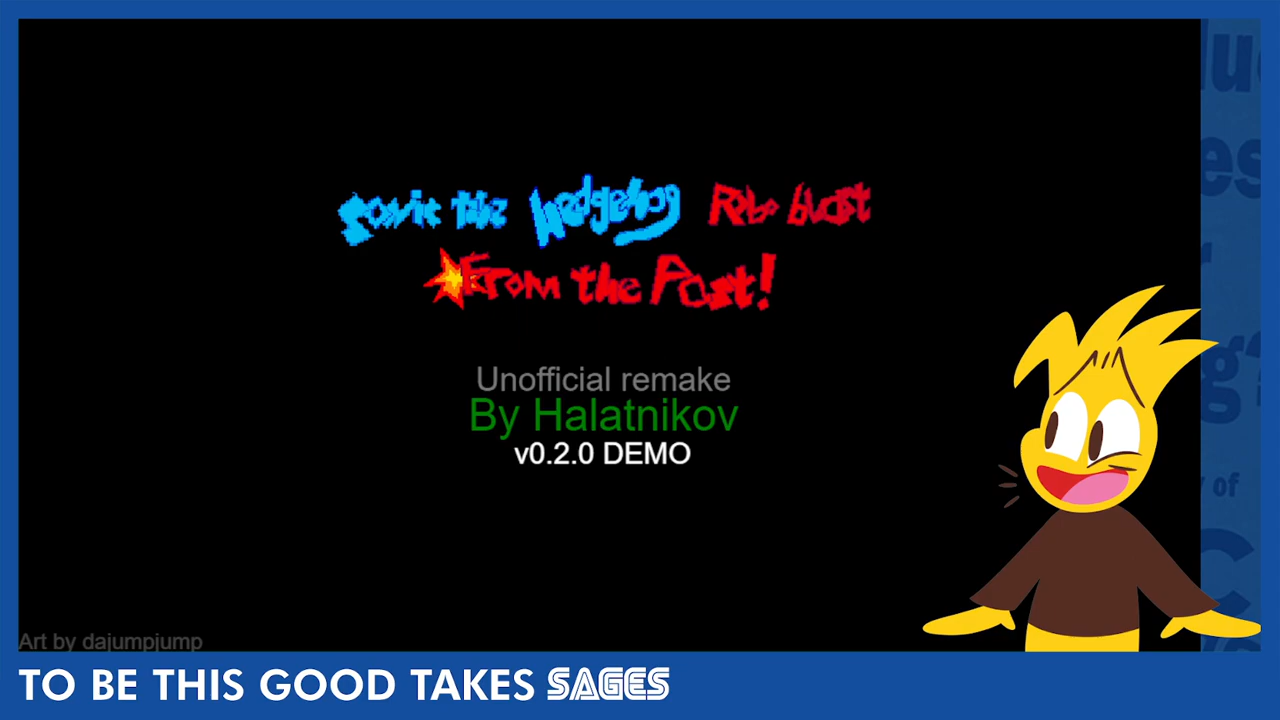 Sonic the hedgehog Robo blast
From the Past!
Unofficial remake
By Halatnikov
v0.2.0 DEMO
Art by dajumpjump
TO BE THIS GOOD TAKES SAGES